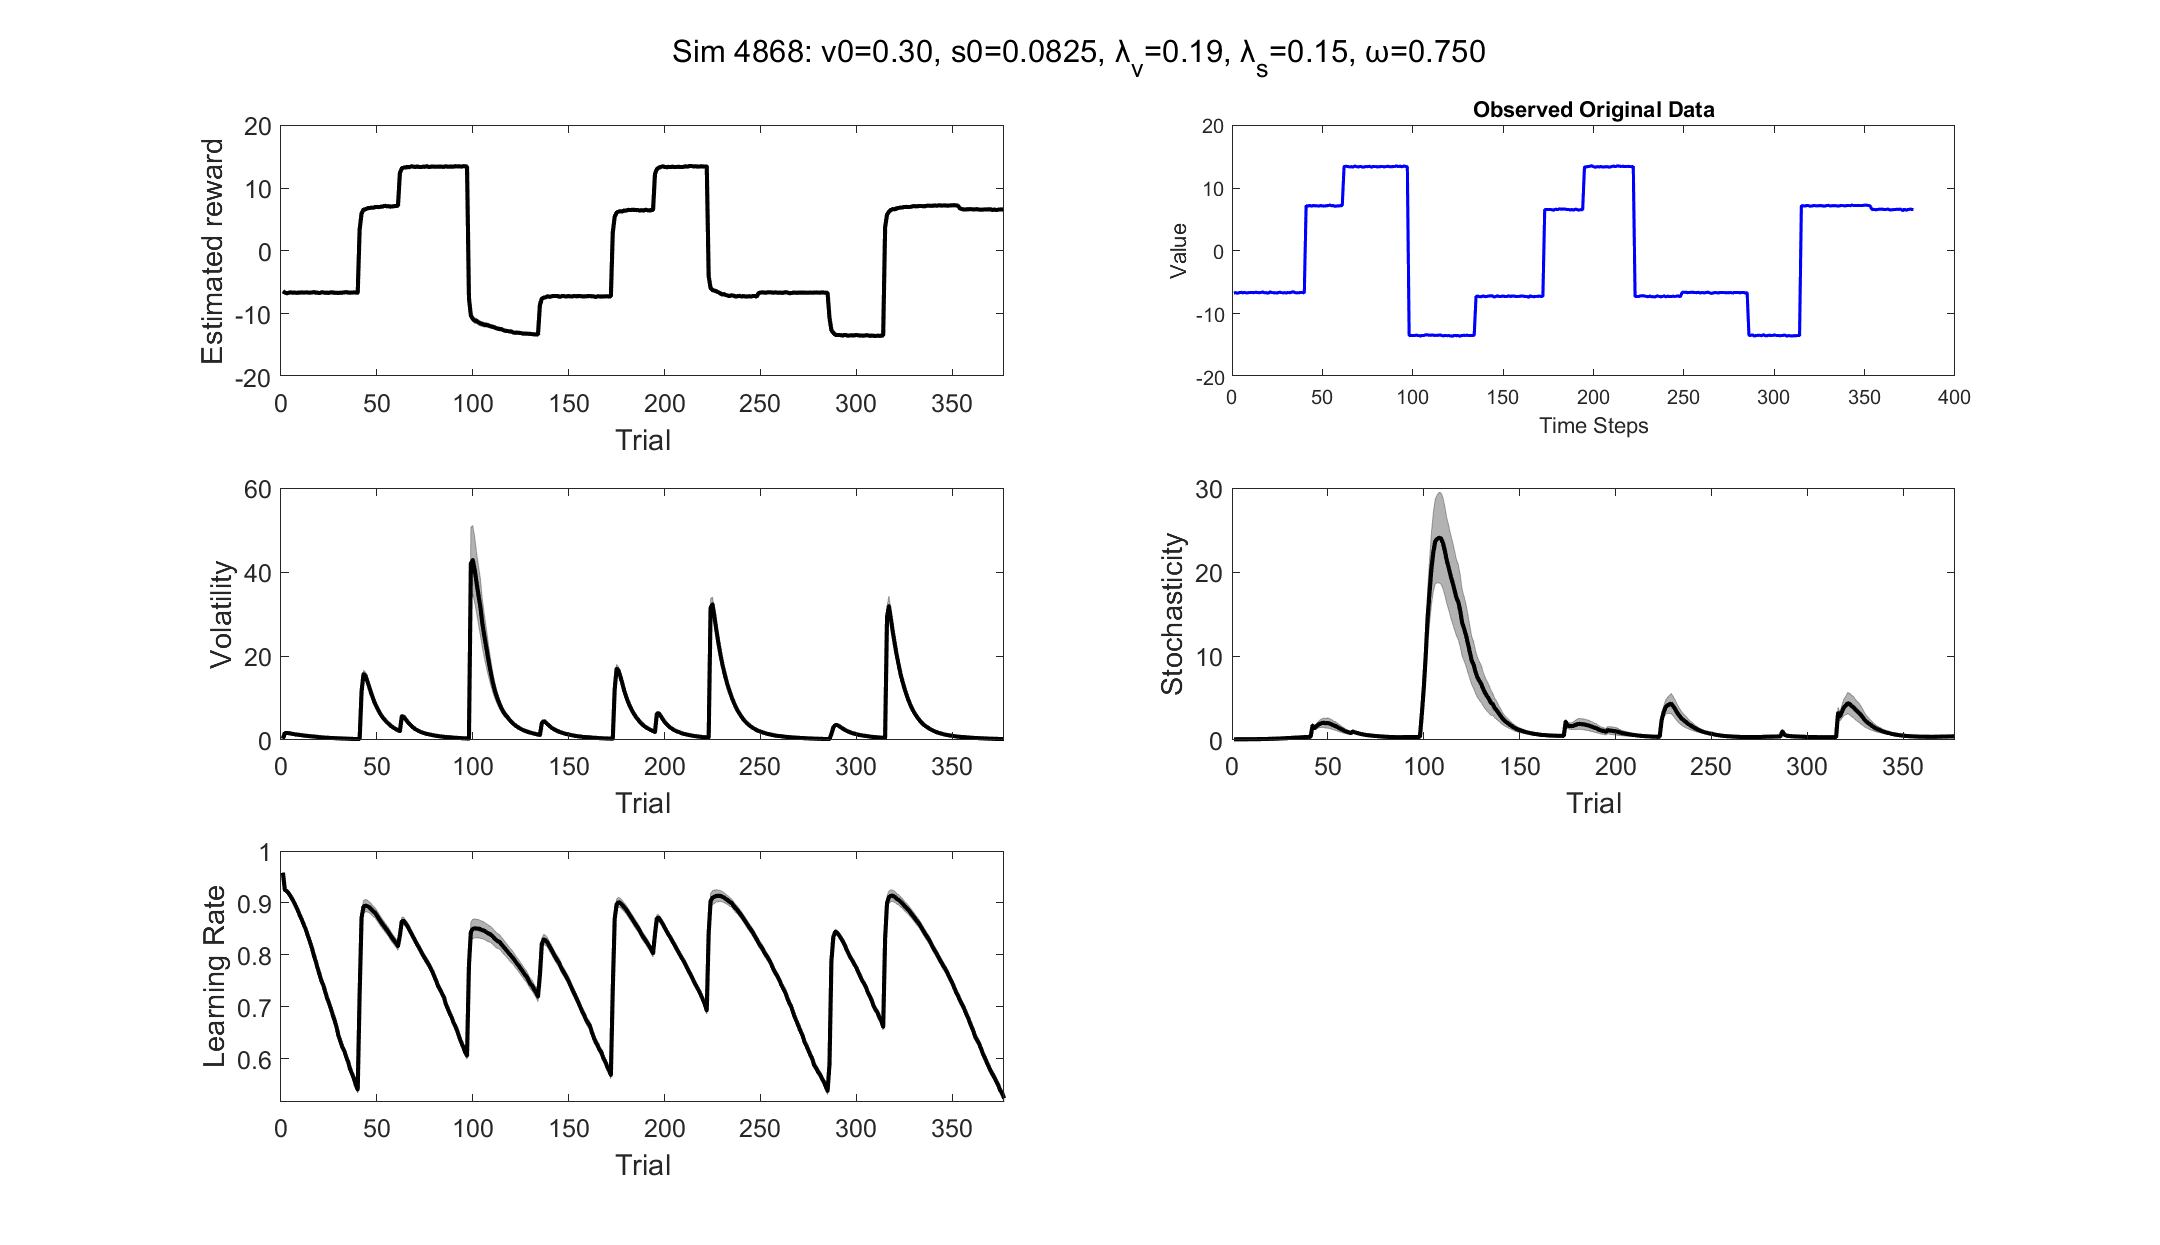 Sim 4868: v0=0.30, s0=0.0825, λv=0.19, λs=0.15, ω=0.750
Estimated reward
20
10
0
-10
-20
0 50 100 150 200 250 300 350
Trial
Observed Original Data
Value
20
10
0
-10
-20
0 50 100 150 200 250 300 350 400
Time Steps
Volatility
60
40
20
0
0 50 100 150 200 250 300 350
Trial
Stochasticity
30
20
10
0
0 50 100 150 200 250 300 350
Trial
Learning Rate
1
0.9
0.8
0.7
0.6
0 50 100 150 200 250 300 350
Trial